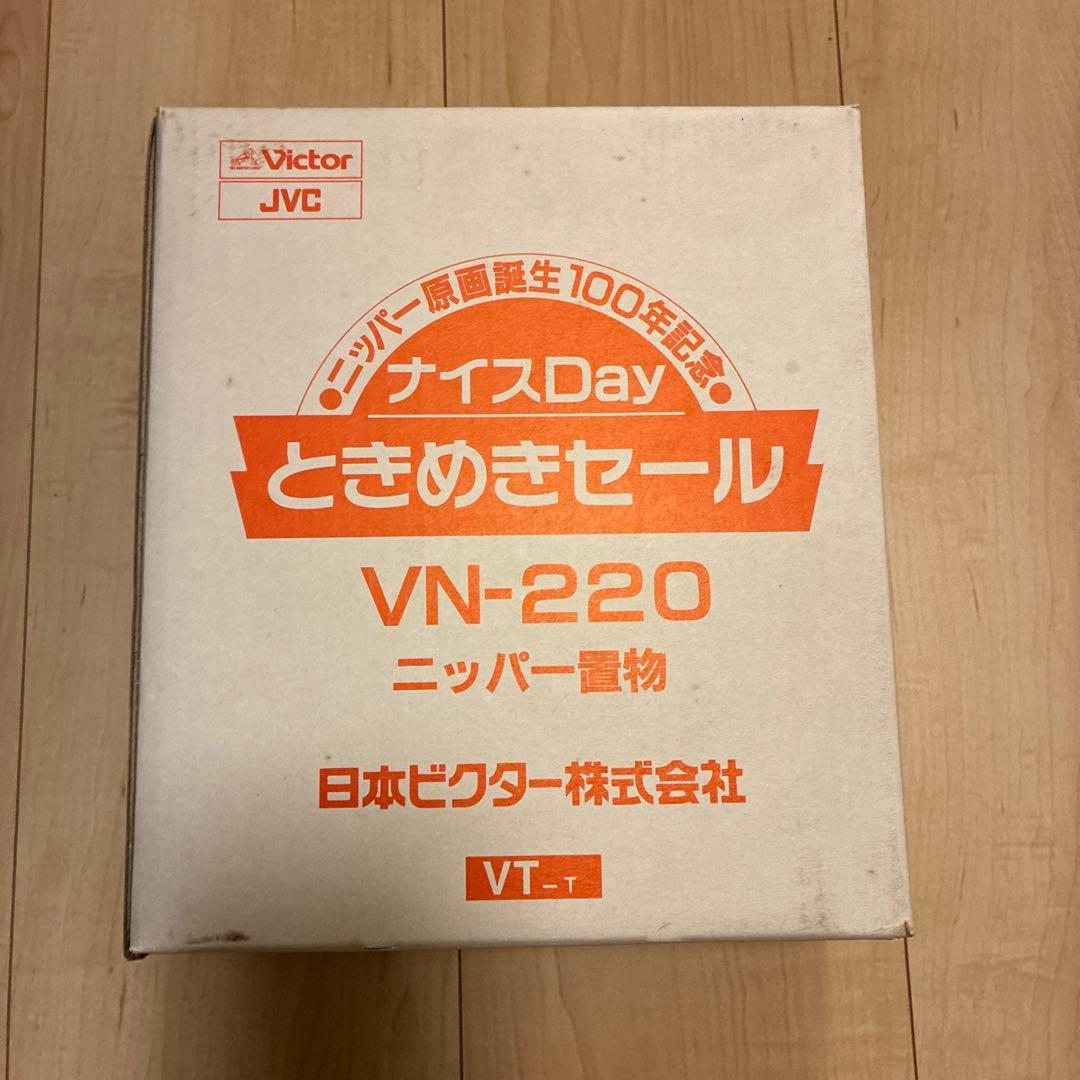 Victor
JVC
●ニッパー原画誕生100年記念●
ナイスDay
ときめきセール
VN-220
ニッパー置物
日本ビクター株式会社
VT-T